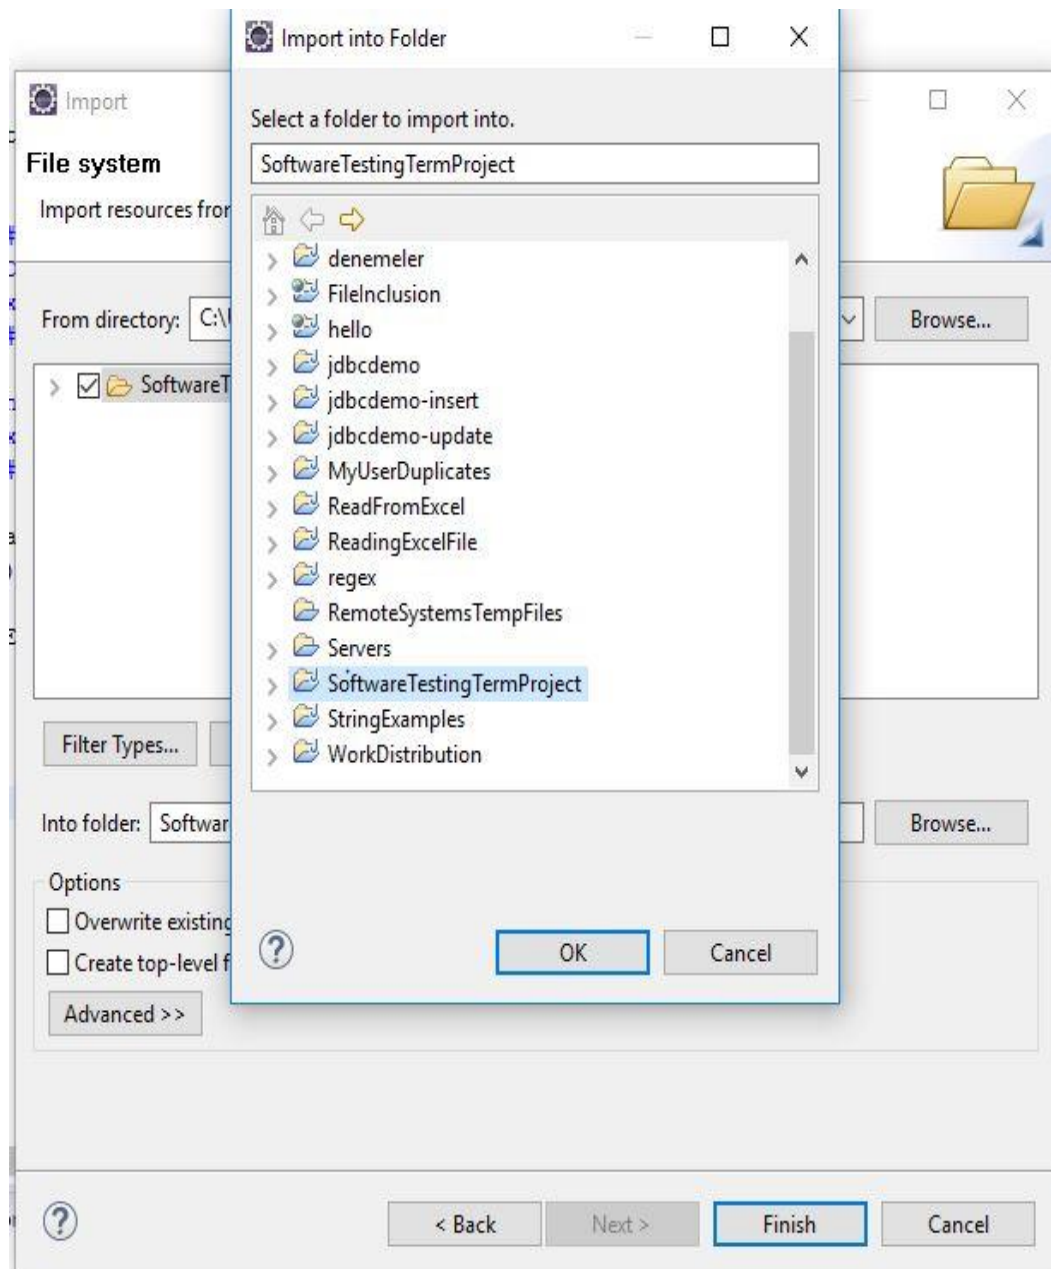 Import into Folder
Import
Select a folder to import into.
File system
SoftwareTestingTermProject
Import resources from
denemeler
FileInclusion
hello
From directory: C:\
Browse...
jdbcdemo
SoftwareT
jdbcdemo-insert
jdbcdemo-update
MyUserDuplicates
ReadFromExcel
ReadingExcelFile
regex
RemoteSystemsTempFiles
Servers
SoftwareTestingTermProject
StringExamples
Filter Types...
WorkDistribution
Into folder: Softwar
Browse...
Options
Overwrite existing
OK
Cancel
Create top-level f
Advanced >>
< Back
Next >
Finish
Cancel